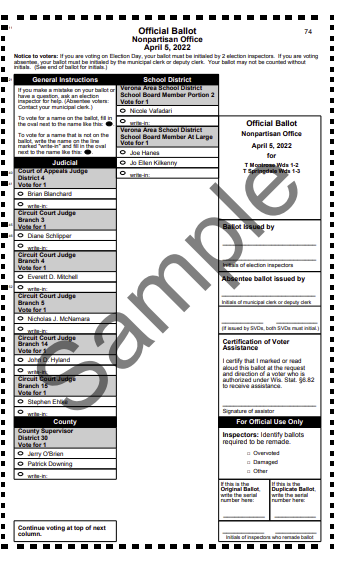 Official Ballot
Nonpartisan Office
April 5, 2022
74
Notice to voters: If you are voting on Election Day, your ballot must be initialed by 2 election inspectors. If you are voting
absentee, your ballot must be initialed by the municipal clerk or deputy clerk. Your ballot may not be counted without
initials. (See end of ballot for initials.)
General Instructions
If you make a mistake on your ballot or
have a question, ask an election
inspector for help. (Absentee voters:
Contact your municipal clerk.)
To vote for a name on the ballot, fill in
the oval next to the name like this:
To vote for a name that is not on the
ballot, write the name on the line
marked "write-in" and fill in the oval
next to the name like this:
Judicial
Court of Appeals Judge
District 4
Vote for 1
Brian Blanchard
write-in:
Circuit Court Judge
Branch 3
Vote for 1
Diane Schlipper
write-in:
Circuit Court Judge
Branch 4
Vote for 1
Everett D. Mitchell
write-in:
Circuit Court Judge
Branch 5
Vote for 1
Nicholas J. McNamara
write-in:
Circuit Court Judge
Branch 14
Vote for 1
John D. Hyland
write-in:
Circuit Court Judge
Branch 15
Vote for 1
Stephen Ehlke
write-in:
County
County Supervisor
District 30
Vote for 1
Jerry O'Brien
Patrick Downing
write-in:
Continue voting at top of next
column.
School District
Verona Area School District
School Board Member Portion 2
Vote for 1
Nicole Vafadari
write-in:
Verona Area School District
School Board Member At Large
Vote for 1
Joe Hanes
Jo Ellen Kilkenny
write-in:
Official Ballot
Nonpartisan Office
April 5, 2022
for
T Montrose Wds 1-2
T Springdale Wds 1-3
Ballot issued by
Initials of election inspectors
Absentee ballot issued by
Initials of municipal clerk or deputy clerk
(If issued by SVDs, both SVDs must initial.)
Certification of Voter
Assistance
I certify that I marked or read
aloud this ballot at the request
and direction of a voter who is
authorized under Wis. Stat. §6.82
to receive assistance.
Signature of assistor
For Official Use Only
Inspectors: Identify ballots
required to be remade.
Overvoted
Damaged
Other
If this is the
Original Ballot,
write the serial
number here:
If this is the
Duplicate Ballot,
write the serial
number here:
Initials of inspectors who remade ballot
Sample